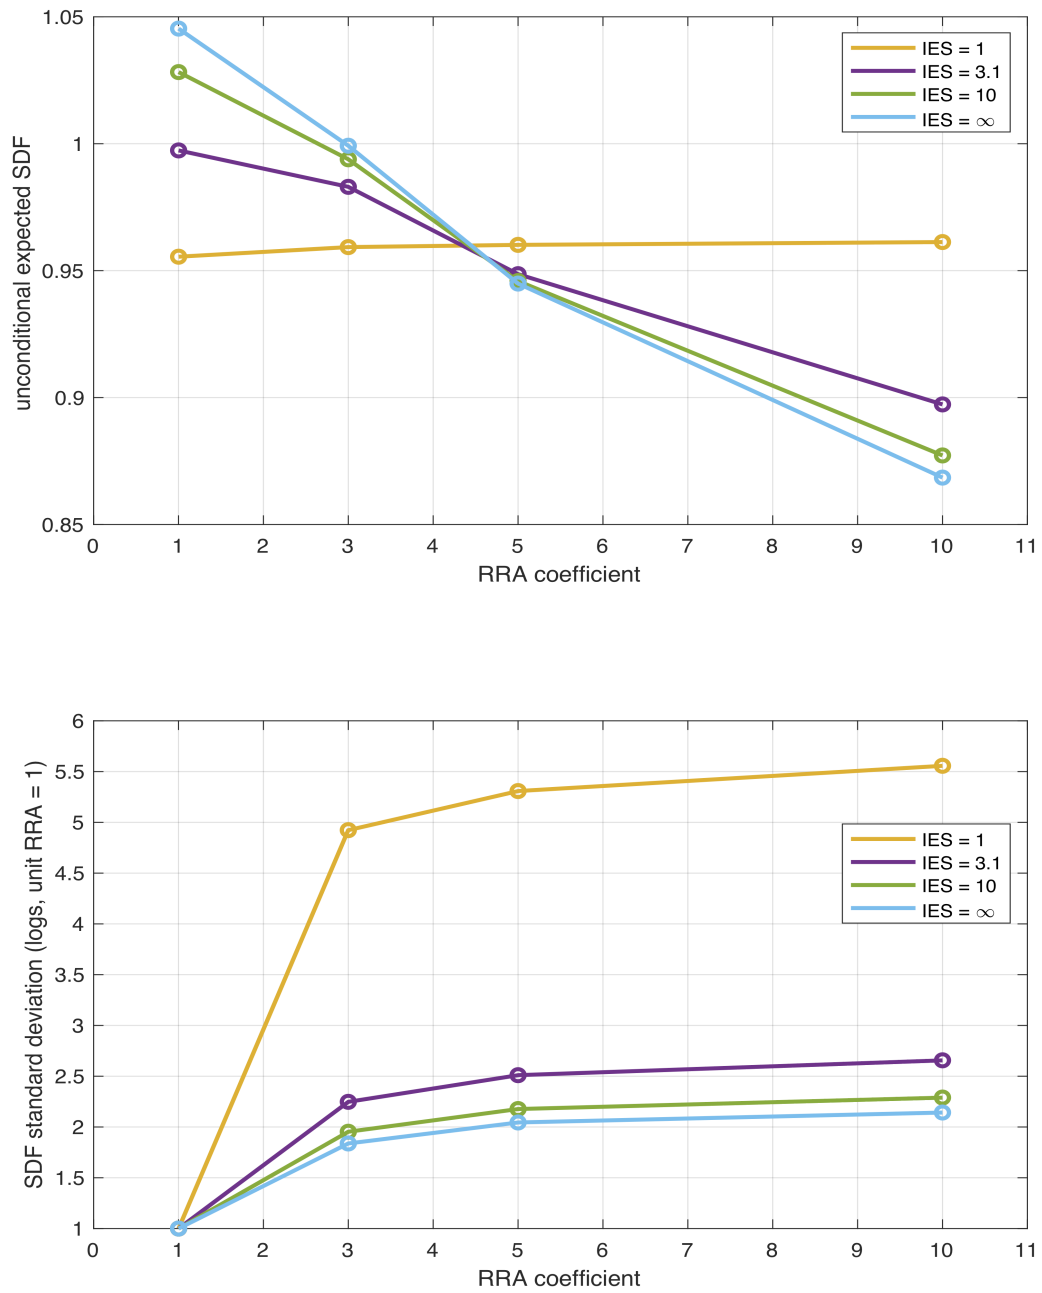 1.05
1
0.95
0.9
0.85
unconditional expected SDF
IES = 1
IES = 3.1
IES = 10
IES = ∞
0 1 2 3 4 5 6 7 8 9 10 11
RRA coefficient
6
5.5
5
4.5
4
3.5
3
2.5
2
1.5
1
SDF standard deviation (logs, unit RRA = 1)
IES = 1
IES = 3.1
IES = 10
IES = ∞
0 1 2 3 4 5 6 7 8 9 10 11
RRA coefficient